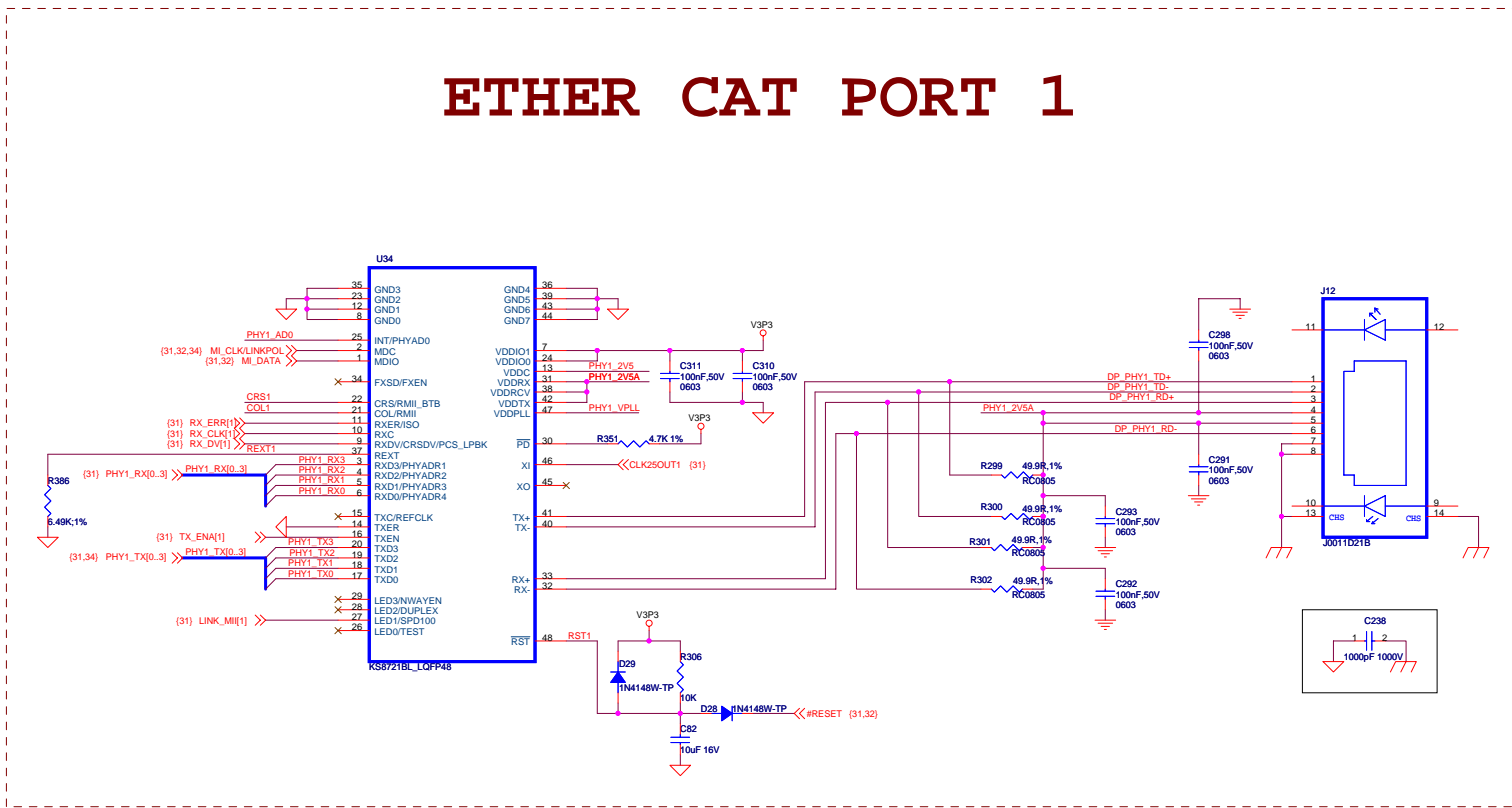 ETHER CAT PORT 1
U34
35 GND3 GND4 36
23 GND2 GND5 39
12 GND1 GND6 43
8 GND0 GND7 44
PHY1_AD0 25 INT/PHYAD0
{31,32,34} MI_CLK/LINKPOL 2 MDC VDDIO1 7
{31,32} MI_DATA 1 MDIO VDDIO0 24
VDDC 13 PHY1_2V5
34 FXSD/FXEN VDDRX 31 PHY1_2V5A
VDDRCV 38
CRS1 22 CRS/RMII_BTB VDDTX 42
COL1 21 COL/RMII VDDPLL 47 PHY1_VPLL
{31} RX_ERR[1] 11 RXER/ISO
{31} RX_CLK[1] 10 RXC
{31} RX_DV[1] 9 RXDV/CRSDV/PCS_LPBK PD 30
REXT1 37 REXT
PHY1_RX3 3 RXD3/PHYADR1 XI 46 CLK25OUT1 {31}
{31} PHY1_RX[0..3] PHY1_RX[0..3] PHY1_RX2 4 RXD2/PHYADR2
PHY1_RX1 5 RXD1/PHYADR3 XO 45
PHY1_RX0 6 RXD0/PHYADR4
R386
6.49K;1%
15 TXC/REFCLK TX+ 41
14 TXER TX- 40
{31} TX_ENA[1] 16 TXEN
PHY1_TX3 20 TXD3
{31,34} PHY1_TX[0..3] PHY1_TX[0..3] PHY1_TX2 19 TXD2
PHY1_TX1 18 TXD1
PHY1_TX0 17 TXD0 RX+ 33
RX- 32
29 LED3/NWAYEN
28 LED2/DUPLEX
{31} LINK_MII[1] 27 LED1/SPD100
26 LED0/TEST
RST 48 RST1
KS8721BL_LQFP48
V3P3
C311
100nF,50V
0603
C310
100nF,50V
0603
V3P3
R351 4.7K 1%
V3P3
D29
1N4148W-TP
R306
10K
D28 1N4148W-TP #RESET {31,32}
C82
10uF 16V
DP_PHY1_TD+
DP_PHY1_TD-
DP_PHY1_RD+
PHY1_2V5A
DP_PHY1_RD-
R299 49.9R,1%
RC0805
R300 49.9R,1%
RC0805
R301 49.9R,1%
RC0805
R302 49.9R,1%
RC0805
C298
100nF,50V
0603
C291
100nF,50V
0603
C293
100nF,50V
0603
C292
100nF,50V
0603
J12
11 12
1
2
3
4
5
6
7
8
10 9
13 CHS CHS 14
J0011D21B
C238
1 2
1000pF 1000V